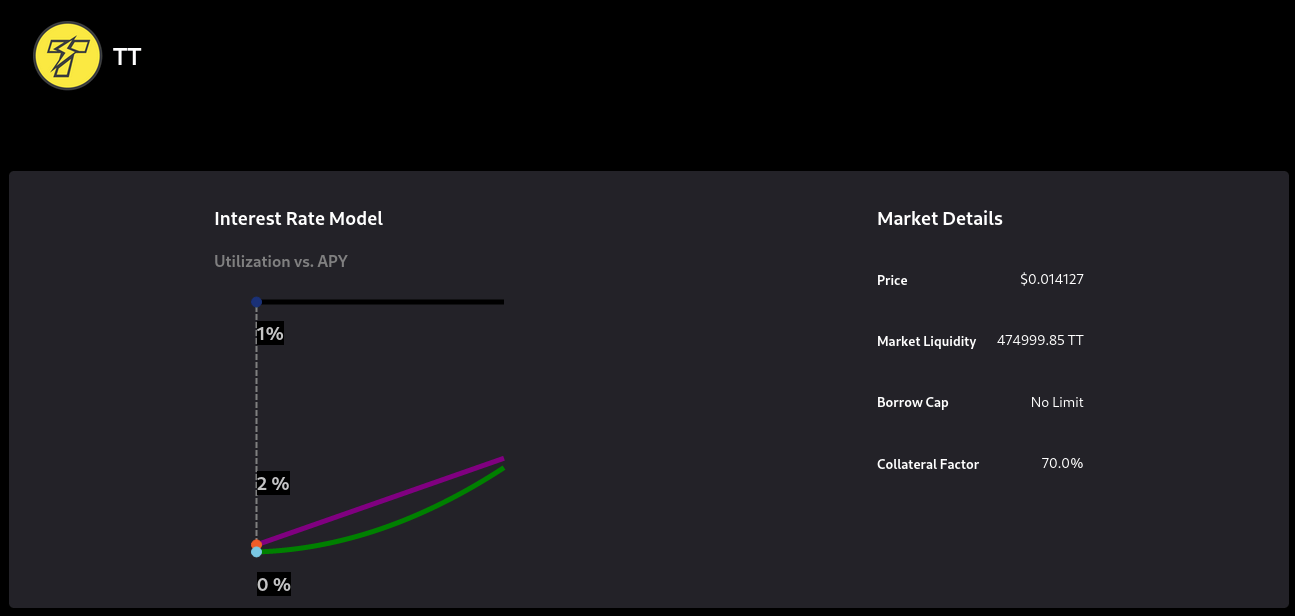 TT
Interest Rate Model
Utilization vs. APY
1%
2 %
0 %
Market Details
Price $0.014127
Market Liquidity 474999.85 TT
Borrow Cap No Limit
Collateral Factor 70.0%